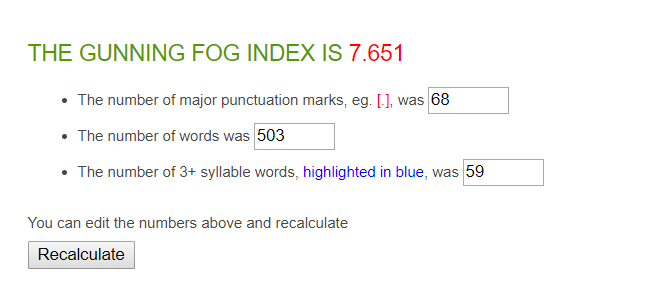 THE GUNNING FOG INDEX IS 7.651
The number of major punctuation marks, eg. [.], was 68
The number of words was 503
The number of 3+ syllable words, highlighted in blue, was 59
You can edit the numbers above and recalculate
Recalculate